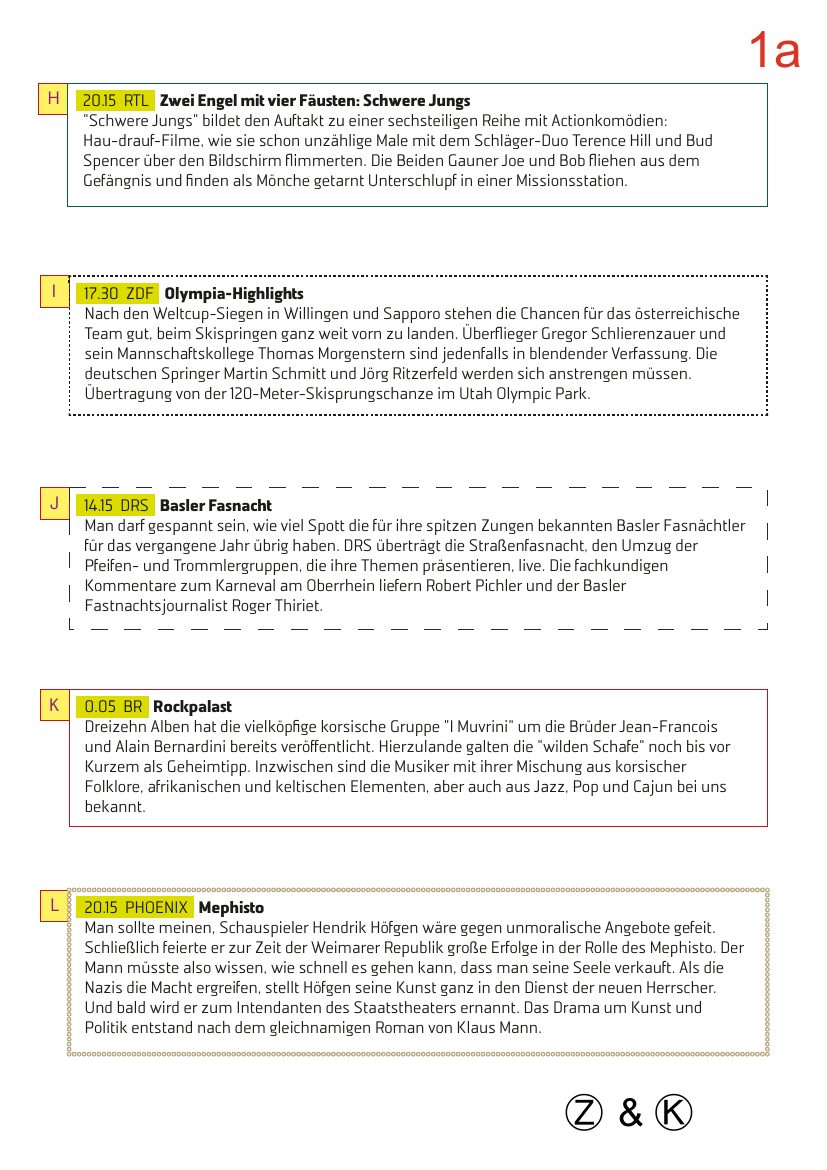 1a
H
20.15 RTL Zwei Engel mit vier Fäusten: Schwere Jungs
"Schwere Jungs" bildet den Auftakt zu einer sechsteiligen Reihe mit Actionkomödien:
Hau-drauf-Filme, wie sie schon unzählige Male mit dem Schläger-Duo Terence Hill und Bud
Spencer über den Bildschirm flimmerten. Die Beiden Gauner Joe und Bob fliehen aus dem
Gefängnis und finden als Mönche getarnt Unterschlupf in einer Missionsstation.
I
17.30 ZDF Olympia-Highlights
Nach den Weltcup-Siegen in Willingen und Sapporo stehen die Chancen für das österreichische
Team gut, beim Skispringen ganz weit vorn zu landen. Überflieger Gregor Schlierenzauer und
sein Mannschaftskollege Thomas Morgenstern sind jedenfalls in blendender Verfassung. Die
deutschen Springer Martin Schmitt und Jörg Ritzerfeld werden sich anstrengen müssen.
Übertragung von der 120-Meter-Skisprungschanze im Utah Olympic Park.
J
14.15 DRS Basler Fasnacht
Man darf gespannt sein, wie viel Spott die für ihre spitzen Zungen bekannten Basler Fasnächtler
für das vergangene Jahr übrig haben. DRS überträgt die Straßenfasnacht, den Umzug der
Pfeifen- und Trommlergruppen, die ihre Themen präsentieren, live. Die fachkundigen
Kommentare zum Karneval am Oberrhein liefern Robert Pichler und der Basler
Fastnachtsjournalist Roger Thiriet.
K
0.05 BR Rockpalast
Dreizehn Alben hat die vielköpfige korsische Gruppe "I Muvrini" um die Brüder Jean-Francois
und Alain Bernardini bereits veröffentlicht. Hierzulande galten die "wilden Schafe" noch bis vor
Kurzem als Geheimtipp. Inzwischen sind die Musiker mit ihrer Mischung aus korsischer
Folklore, afrikanischen und keltischen Elementen, aber auch aus Jazz, Pop und Cajun bei uns
bekannt.
L
20.15 PHOENIX Mephisto
Man sollte meinen, Schauspieler Hendrik Höfgen wäre gegen unmoralische Angebote gefeit.
Schließlich feierte er zur Zeit der Weimarer Republik große Erfolge in der Rolle des Mephisto. Der
Mann müsste also wissen, wie schnell es gehen kann, dass man seine Seele verkauft. Als die
Nazis die Macht ergreifen, stellt Höfgen seine Kunst ganz in den Dienst der neuen Herrscher.
Und bald wird er zum Intendanten des Staatstheaters ernannt. Das Drama um Kunst und
Politik entstand nach dem gleichnamigen Roman von Klaus Mann.
Z & K